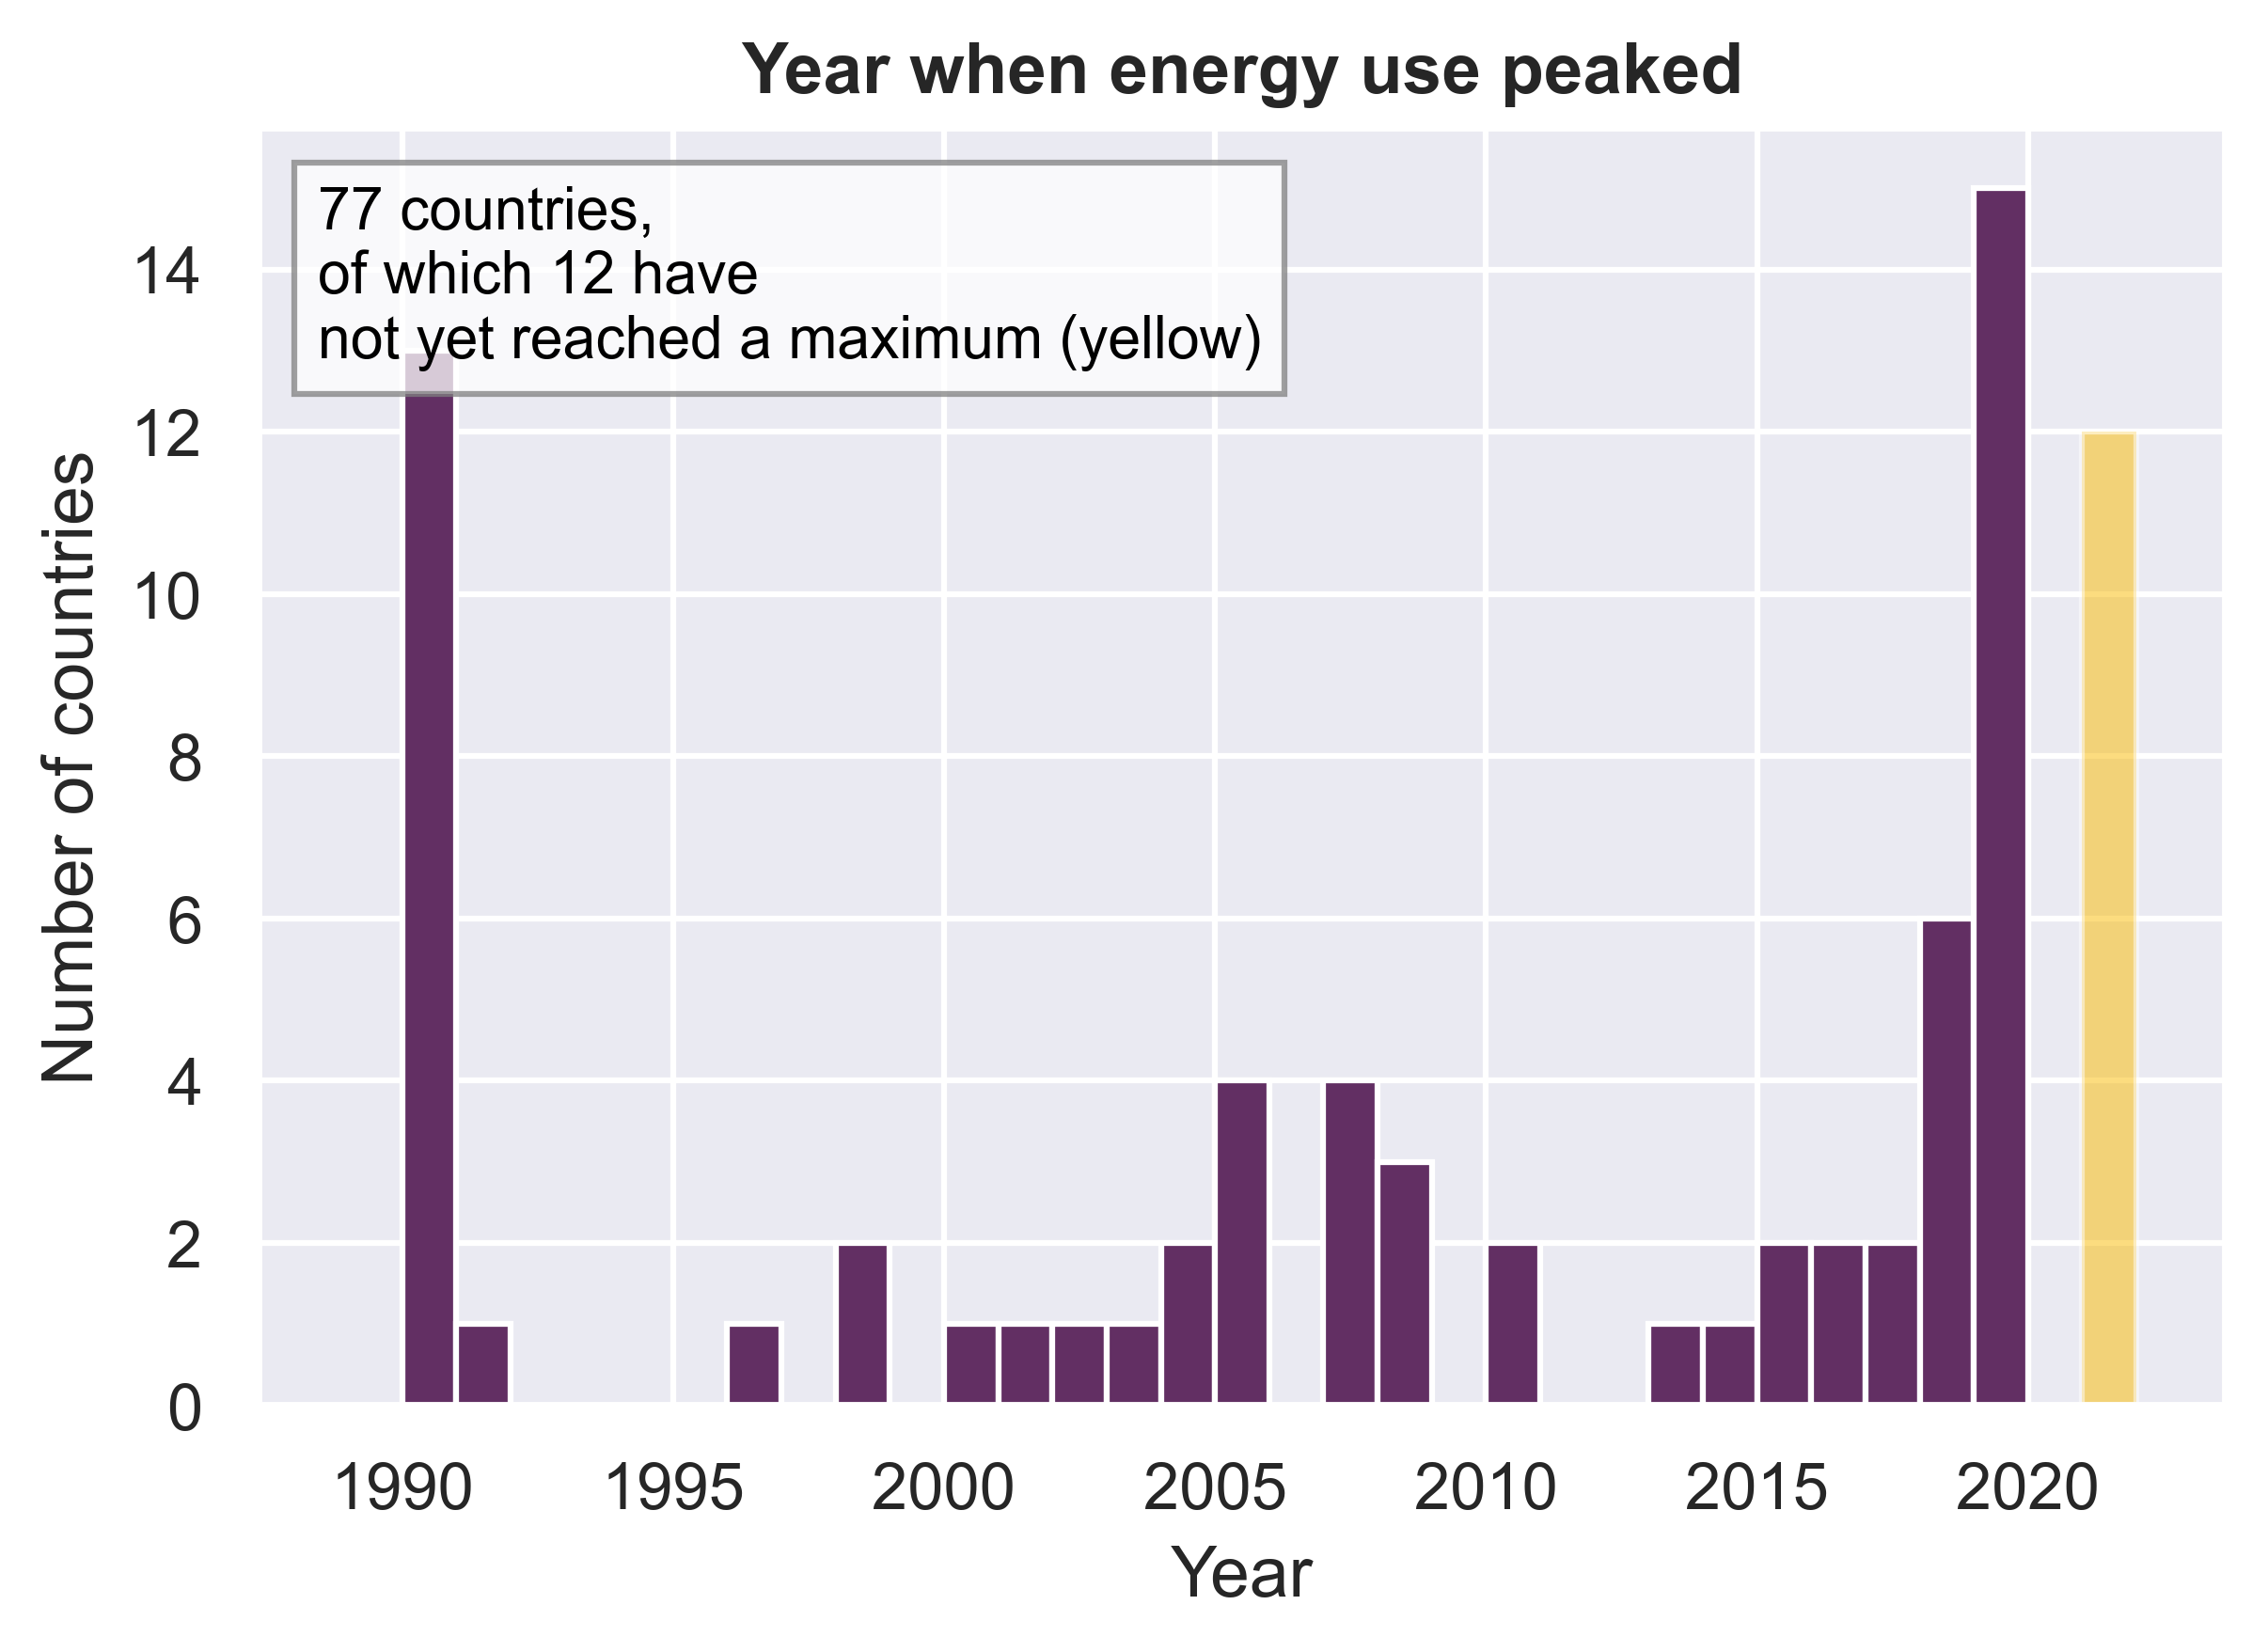 Year when energy use peaked
77 countries,
of which 12 have
not yet reached a maximum (yellow)
Number of countries
14
12
10
8
6
4
2
0
1990 1995 2000 2005 2010 2015 2020
Year